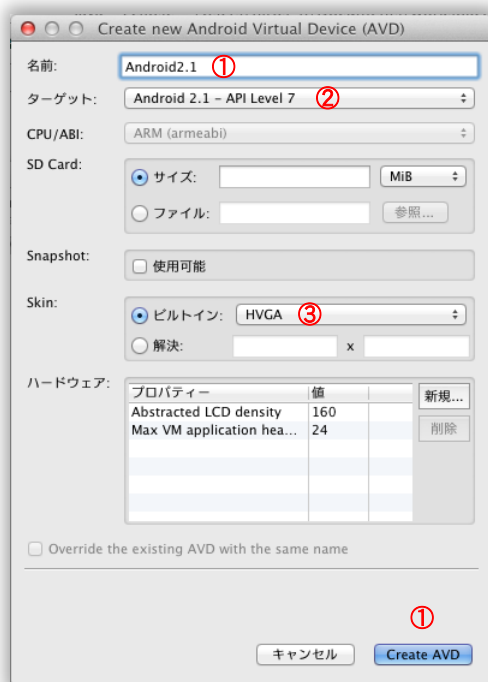 Create new Android Virtual Device (AVD)
名前: Android2.1 ①
ターゲット: Android 2.1 – API Level 7 ②
CPU/ABI: ARM (armeabi)
SD Card:
サイズ: MiB
ファイル: 参照...
Snapshot:
使用可能
Skin:
ビルトイン: HVGA ③
解決: x
ハードウェア:
プロパティー 値
新規...
Abstracted LCD density 160
Max VM application hea... 24
削除
Override the existing AVD with the same name
①
キャンセル Create AVD